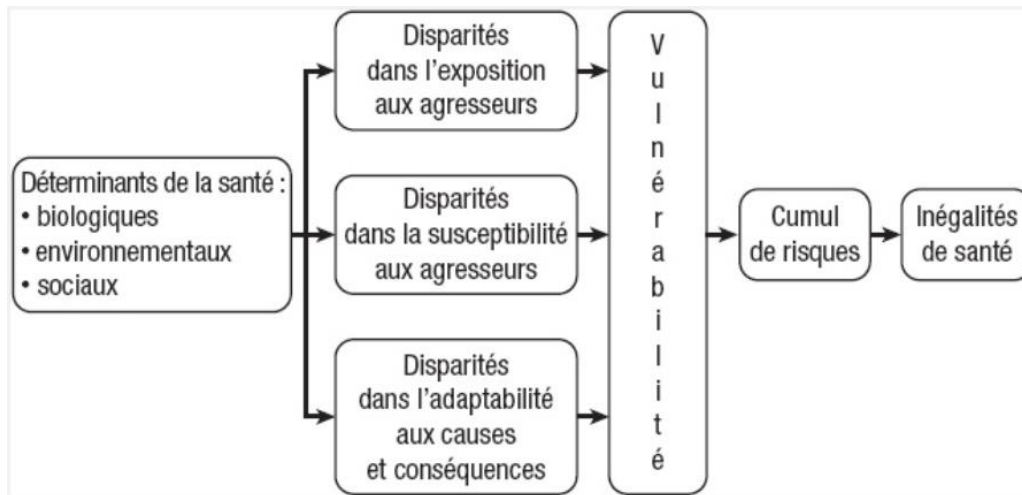 Déterminants de la santé :
• biologiques
• environnementaux
• sociaux
Disparités
dans l'exposition
aux agresseurs
Disparités
dans la susceptibilité
aux agresseurs
Disparités
dans l'adaptabilité
aux causes
et conséquences
V
u
l
n
é
r
a
b
i
l
i
t
é
Cumul
de risques
Inégalités
de santé